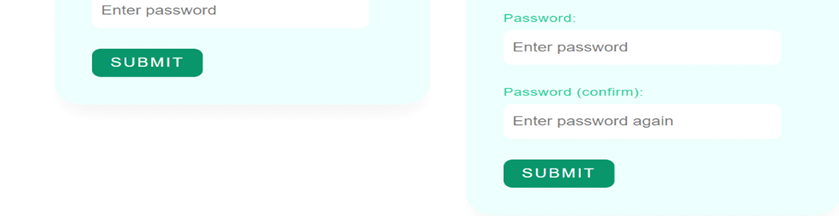 Enter password
SUBMIT
Password:
Enter password
Password (confirm):
Enter password again
SUBMIT